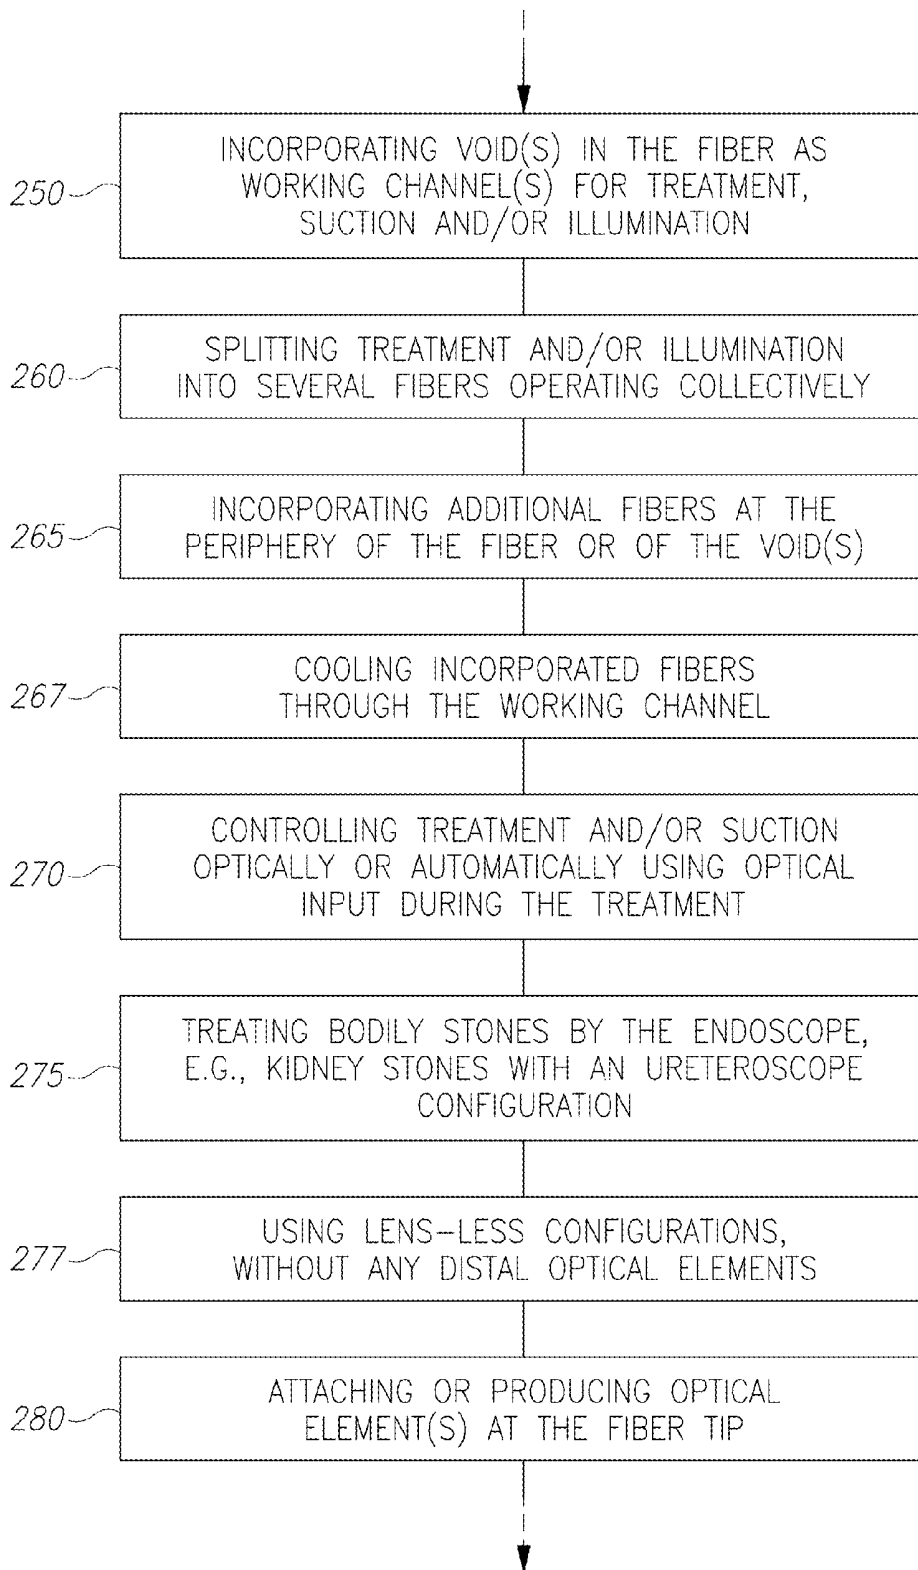 INCORPORATING VOID(S) IN THE FIBER AS
250 WORKING CHANNEL(S) FOR TREATMENT,
SUCTION AND/OR ILLUMINATION
SPLITTING TREATMENT AND/OR ILLUMINATION
260 INTO SEVERAL FIBERS OPERATING COLLECTIVELY
INCORPORATING ADDITIONAL FIBERS AT THE
265 PERIPHERY OF THE FIBER OR OF THE VOID(S)
COOLING INCORPORATED FIBERS
267 THROUGH THE WORKING CHANNEL
CONTROLLING TREATMENT AND/OR SUCTION
270 OPTICALLY OR AUTOMATICALLY USING OPTICAL
INPUT DURING THE TREATMENT
TREATING BODILY STONES BY THE ENDOSCOPE,
275 E.G., KIDNEY STONES WITH AN URETEROSCOPE
CONFIGURATION
USING LENS-LESS CONFIGURATIONS,
277 WITHOUT ANY DISTAL OPTICAL ELEMENTS
ATTACHING OR PRODUCING OPTICAL
280 ELEMENT(S) AT THE FIBER TIP